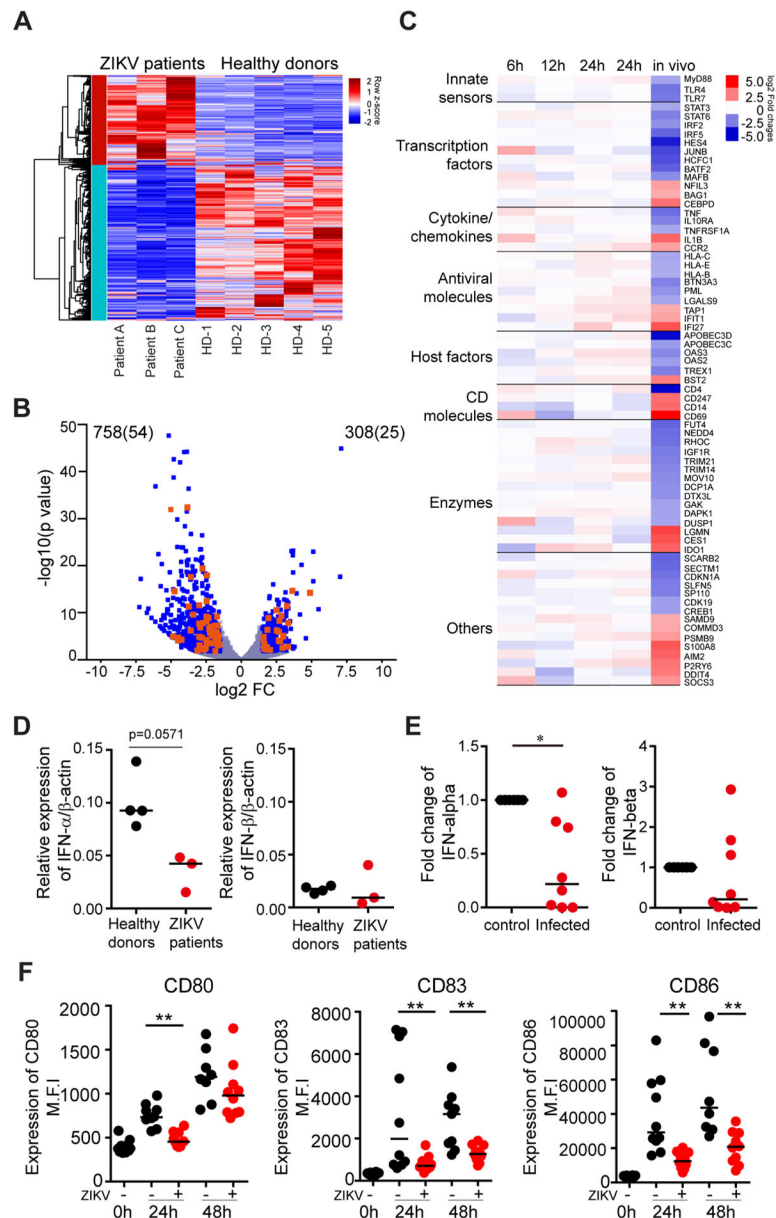 A
ZIKV patients
Healthy donors
2
1
0
-1
-2
Row z-score
Patient A
Patient B
Patient C
HD-1
HD-2
HD-3
HD-4
HD-5
B
758(54)
308(25)
50
40
30
20
10
0
-log10(p value)
-10
-7.5
-5
-2.5
0
2.5
5
7.5
10
log2 FC
C
6h
12h
24h
24h
in vivo
5.0
2.5
0
-2.5
-5.0
log2 Fold chages
Innate
sensors
MyD88
TLR4
TLR7
Transcritption
factors
STAT3
STAT6
IRF2
IRF5
HES4
JUNB
HCFC1
BATF2
MAFB
NFIL3
BAG1
CEBPD
Cytokine/
chemokines
TNF
IL10RA
TNFRSF1A
IL1B
CCR2
Antiviral
molecules
HLA-C
HLA-E
HLA-B
BTN3A3
PML
LGALS9
TAP1
IFIT1
IFI27
Host factors
APOBEC3D
APOBEC3C
OAS3
OAS2
TREX1
BST2
CD
molecules
CD4
CD247
CD14
CD69
Enzymes
FUT4
NEDD4
RHOC
IGF1R
TRIM21
TRIM14
MOV10
DCP1A
DTX3L
GAK
DAPK1
DUSP1
LGMN
CES1
IDO1
Others
SCARB2
SECTM1
CDKN1A
SLFN5
SP110
CDK19
CREB1
SAMD9
COMMD3
PSMB9
S100A8
AIM2
P2RY6
DDIT4
SOCS3
D
p=0.0571
0.15
0.10
0.05
0.00
Relative expression
of IFN-α/β-actin
Healthy
donors
ZIKV
patients
0.15
0.10
0.05
0.00
Relative expression
of IFN-β/β-actin
Healthy
donors
ZIKV
patients
E
*
1.5
1.0
0.5
0.0
Fold change of
IFN-alpha
control
Infected
4
3
2
1
0
Fold change of
IFN-beta
control
Infected
F
CD80
**
2000
1500
1000
500
0
Expression of CD80
M.F.I
ZIKV
-
-
+
-
+
0h
24h
48h
CD83
**
**
8000
6000
4000
2000
0
Expression of CD83
M.F.I
ZIKV
-
-
+
-
+
0h
24h
48h
CD86
**
**
100000
80000
60000
40000
20000
0
Expression of CD86
M.F.I
ZIKV
-
-
+
-
+
0h
24h
48h